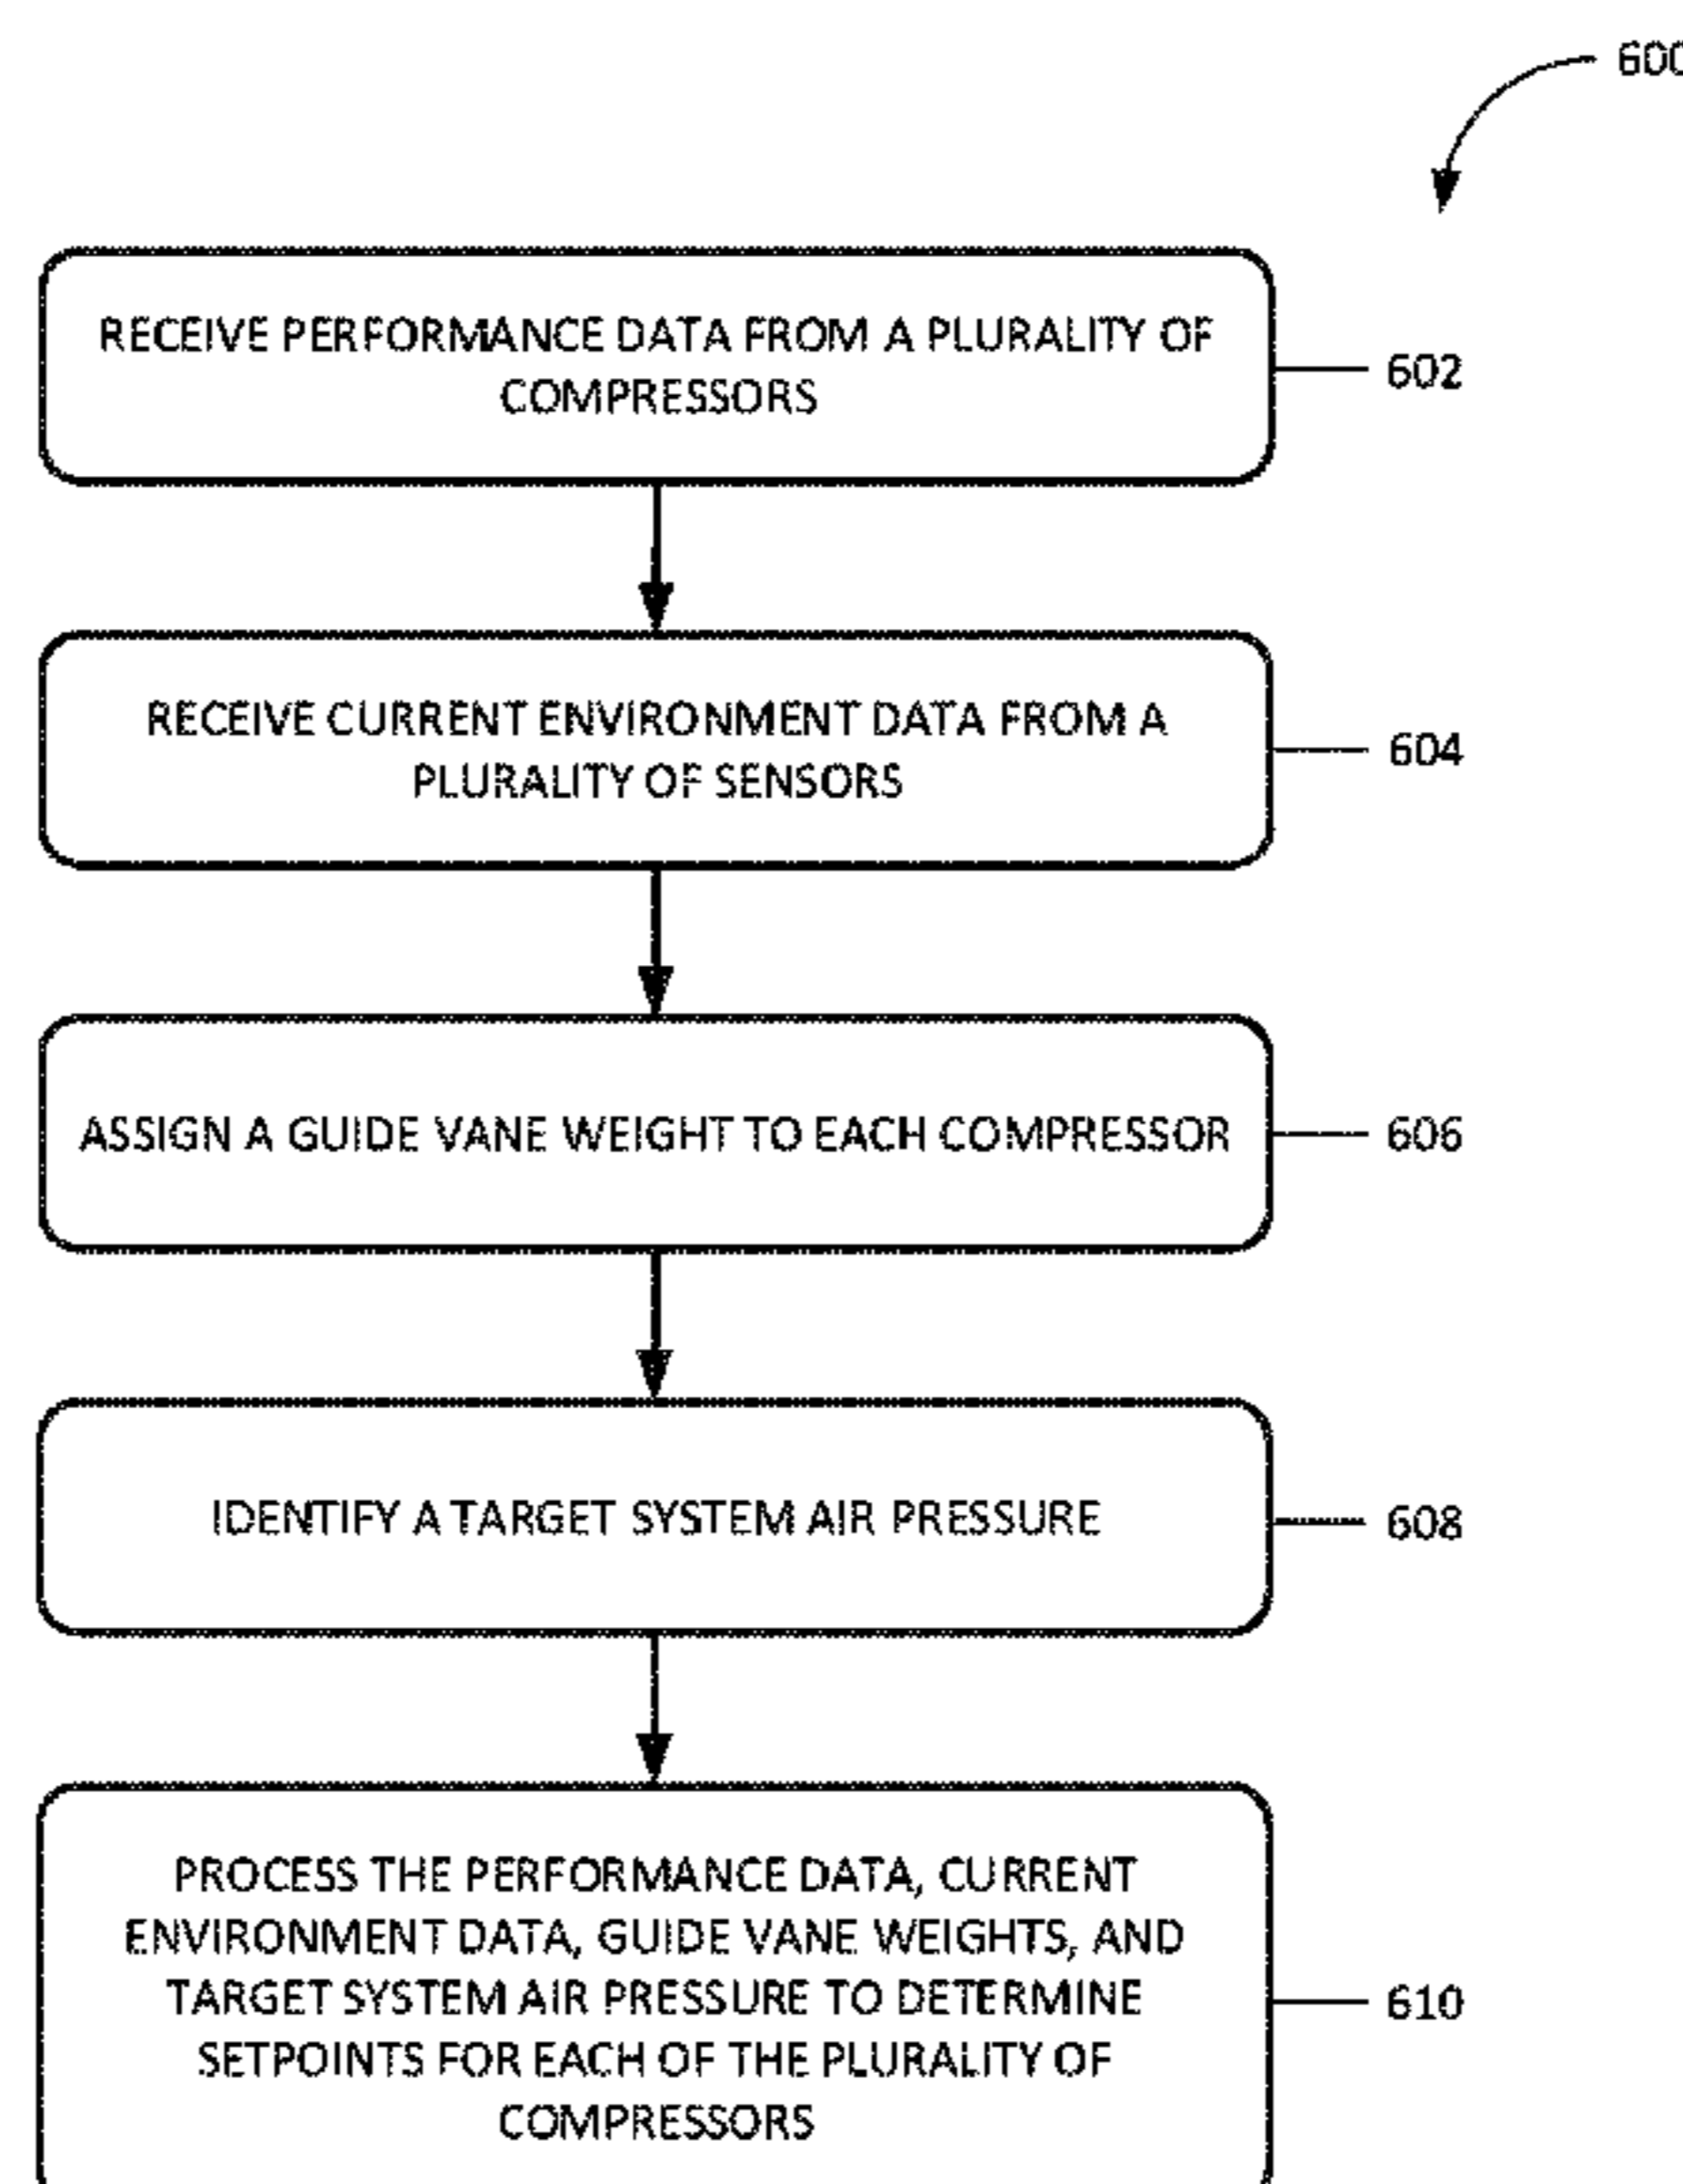 600
RECEIVE PERFORMANCE DATA FROM A PLURALITY OF
COMPRESSORS
602
RECEIVE CURRENT ENVIRONMENT DATA FROM A
PLURALITY OF SENSORS
604
ASSIGN A GUIDE VANE WEIGHT TO EACH COMPRESSOR
606
IDENTIFY A TARGET SYSTEM AIR PRESSURE
608
PROCESS THE PERFORMANCE DATA, CURRENT
ENVIRONMENT DATA, GUIDE VANE WEIGHTS, AND
TARGET SYSTEM AIR PRESSURE TO DETERMINE
SETPOINTS FOR EACH OF THE PLURALITY OF
COMPRESSORS
610